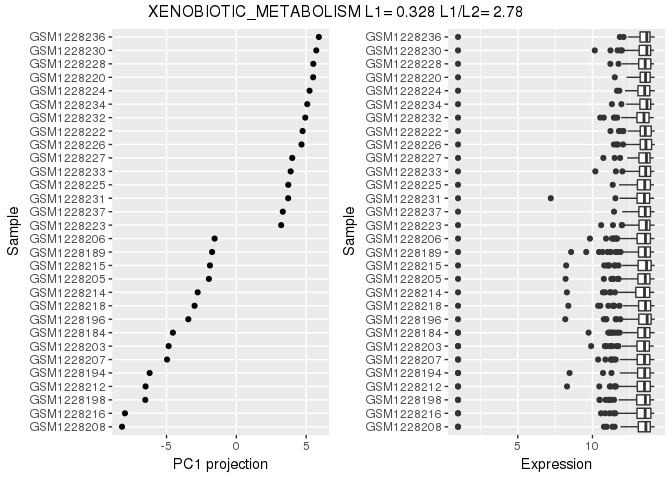 XENOBIOTIC_METABOLISM L1= 0.328 L1/L2= 2.78
Sample
GSM1228236
GSM1228230
GSM1228228
GSM1228220
GSM1228224
GSM1228234
GSM1228232
GSM1228222
GSM1228226
GSM1228227
GSM1228233
GSM1228225
GSM1228231
GSM1228237
GSM1228223
GSM1228206
GSM1228189
GSM1228215
GSM1228205
GSM1228214
GSM1228218
GSM1228196
GSM1228184
GSM1228203
GSM1228207
GSM1228194
GSM1228212
GSM1228198
GSM1228216
GSM1228208
-5 0 5
PC1 projection
Sample
GSM1228236
GSM1228230
GSM1228228
GSM1228220
GSM1228224
GSM1228234
GSM1228232
GSM1228222
GSM1228226
GSM1228227
GSM1228233
GSM1228225
GSM1228231
GSM1228237
GSM1228223
GSM1228206
GSM1228189
GSM1228215
GSM1228205
GSM1228214
GSM1228218
GSM1228196
GSM1228184
GSM1228203
GSM1228207
GSM1228194
GSM1228212
GSM1228198
GSM1228216
GSM1228208
5 10
Expression